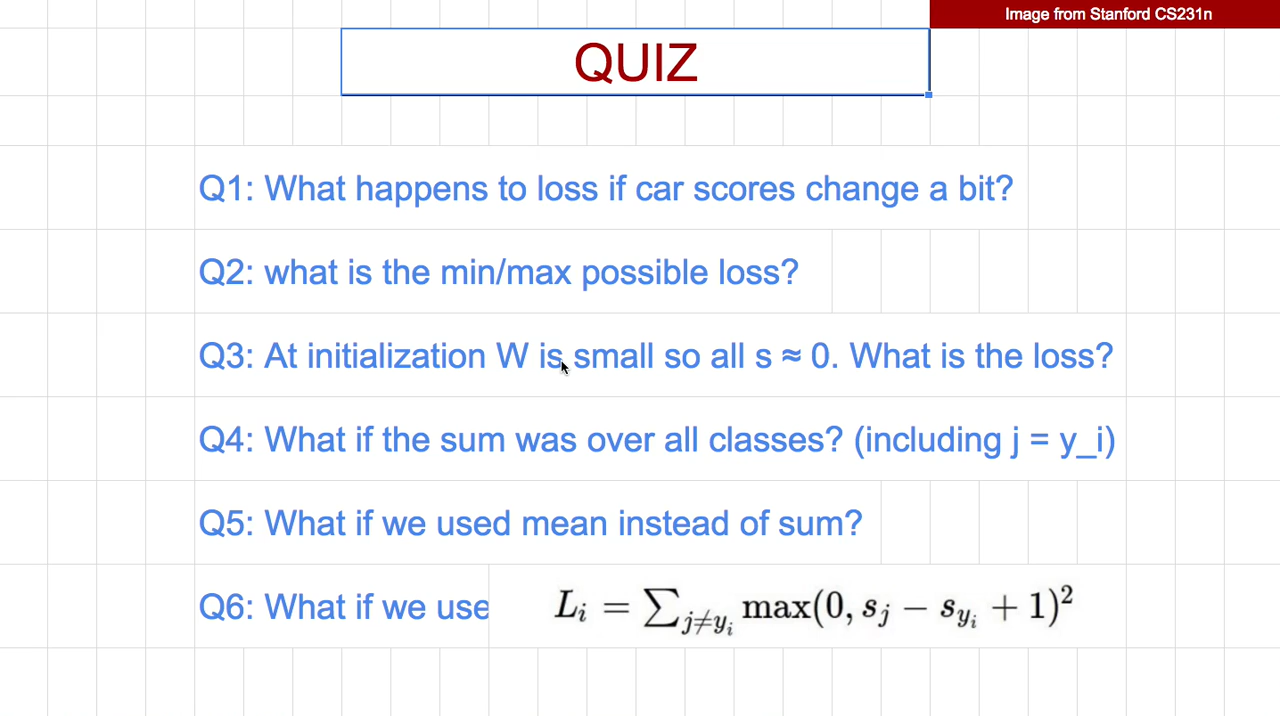 Image from Stanford CS231n
QUIZ
Q1: What happens to loss if car scores change a bit?
Q2: what is the min/max possible loss?
Q3: At initialization W is small so all s ≈ 0. What is the loss?
Q4: What if the sum was over all classes? (including j = y_i)
Q5: What if we used mean instead of sum?
Q6: What if we use L_i = ∑_{j≠y_i} max(0, s_j − s_{y_i} + 1)^2